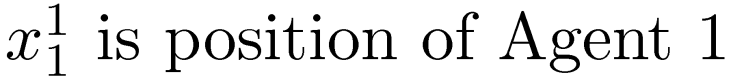 $x_1^1$ is position of Agent 1